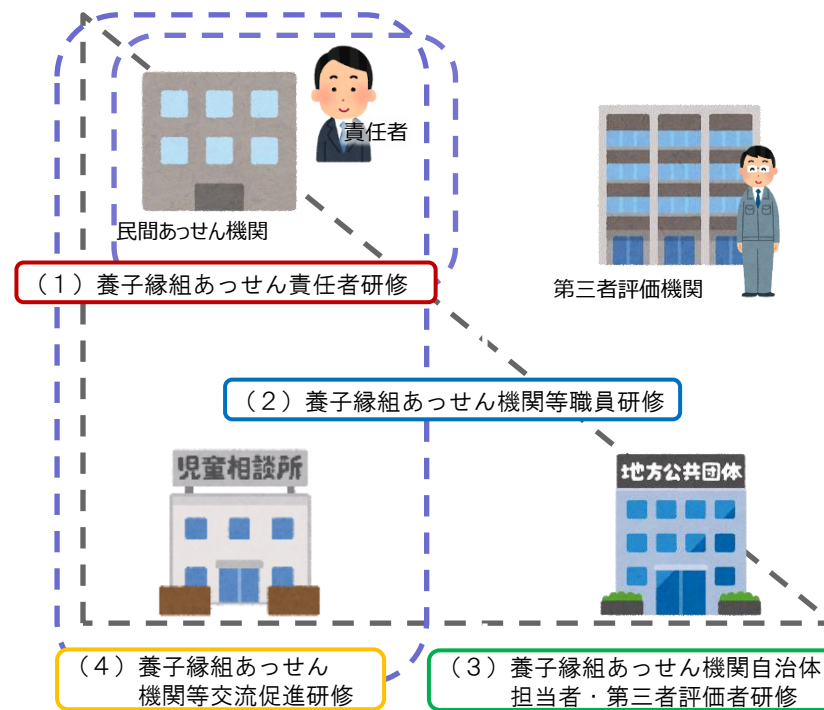 責任者
民間あっせん機関
（１）養子縁組あっせん責任者研修
第三者評価機関
（２）養子縁組あっせん機関等職員研修
児童相談所
地方公共団体
（４）養子縁組あっせん
機関等交流促進研修
（３）養子縁組あっせん機関自治体
担当者・第三者評価者研修